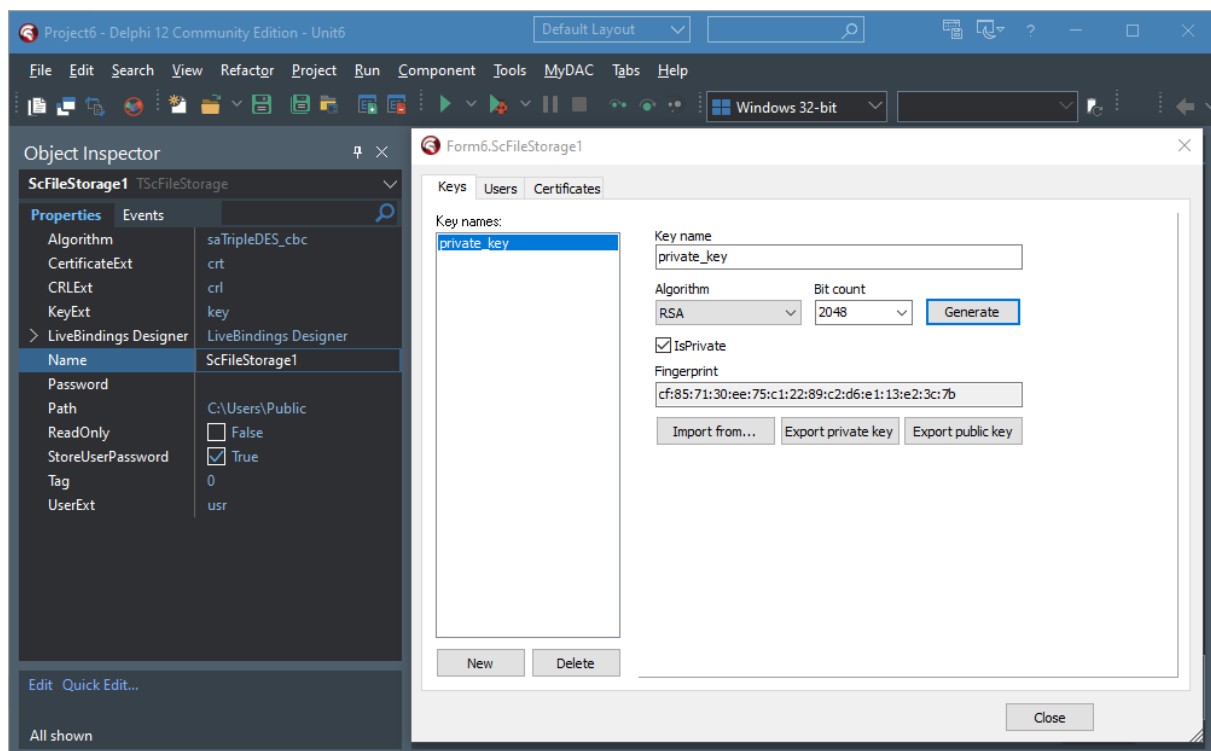 Project6 - Delphi 12 Community Edition - Unit6
Default Layout
?
File Edit Search View Refactor Project Run Component Tools MyDAC Tabs Help
Windows 32-bit
Object Inspector
ScFileStorage1 TScFileStorage
Properties Events
Algorithm saTripleDES_cbc
CertificateExt crt
CRLExt crl
KeyExt key
LiveBindings Designer LiveBindings Designer
Name ScFileStorage1
Password
Path C:\Users\Public
ReadOnly False
StoreUserPassword True
Tag 0
UserExt usr
Edit Quick Edit...
All shown
Form6.ScFileStorage1
Keys Users Certificates
Key names:
private_key
Key name
private_key
Algorithm Bit count
RSA 2048 Generate
IsPrivate
Fingerprint
cf:85:71:30:ee:75:c1:22:89:c2:d6:e1:13:e2:3c:7b
Import from... Export private key Export public key
New Delete
Close